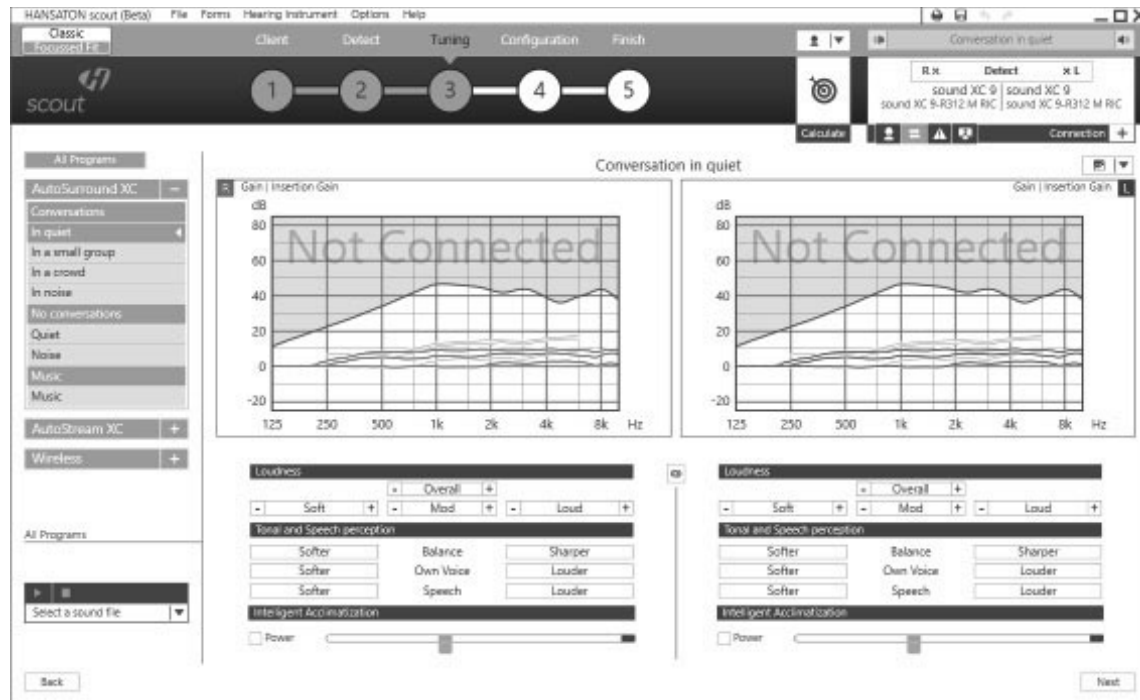 HANSATON scout (Beta) File Forms Hearing Instrument Options Help
Classic
Focussed Fit
Client Detect Tuning Configuration Finish
Conversation in quiet
scout
1 2 3 4 5
R Detect L
sound XC 9 | sound XC 9
sound XC 9-R312 M RIC | sound XC 9-R312 M RIC
Calculate
Connection +
All Programs
Conversation in quiet
AutoSurround XC −
Conversations
In quiet
In a small group
In a crowd
In noise
No conversations
Quiet
Noise
Music
Music
AutoStream XC +
Wireless +
All Programs
Select a sound file
R Gain | Insertion Gain
dB
Not Connected
80
60
40
20
0
-20
125 250 500 1k 2k 4k 8k Hz
Gain | Insertion Gain L
dB
Not Connected
80
60
40
20
0
-20
125 250 500 1k 2k 4k 8k Hz
Loudness
- Overall +
- Soft + - Mod + - Loud +
Tonal and Speech perception
Softer Balance Sharper
Softer Own Voice Louder
Softer Speech Louder
Intelligent Acclimatization
Power
Loudness
- Overall +
- Soft + - Mod + - Loud +
Tonal and Speech perception
Softer Balance Sharper
Softer Own Voice Louder
Softer Speech Louder
Intelligent Acclimatization
Power
Back Next